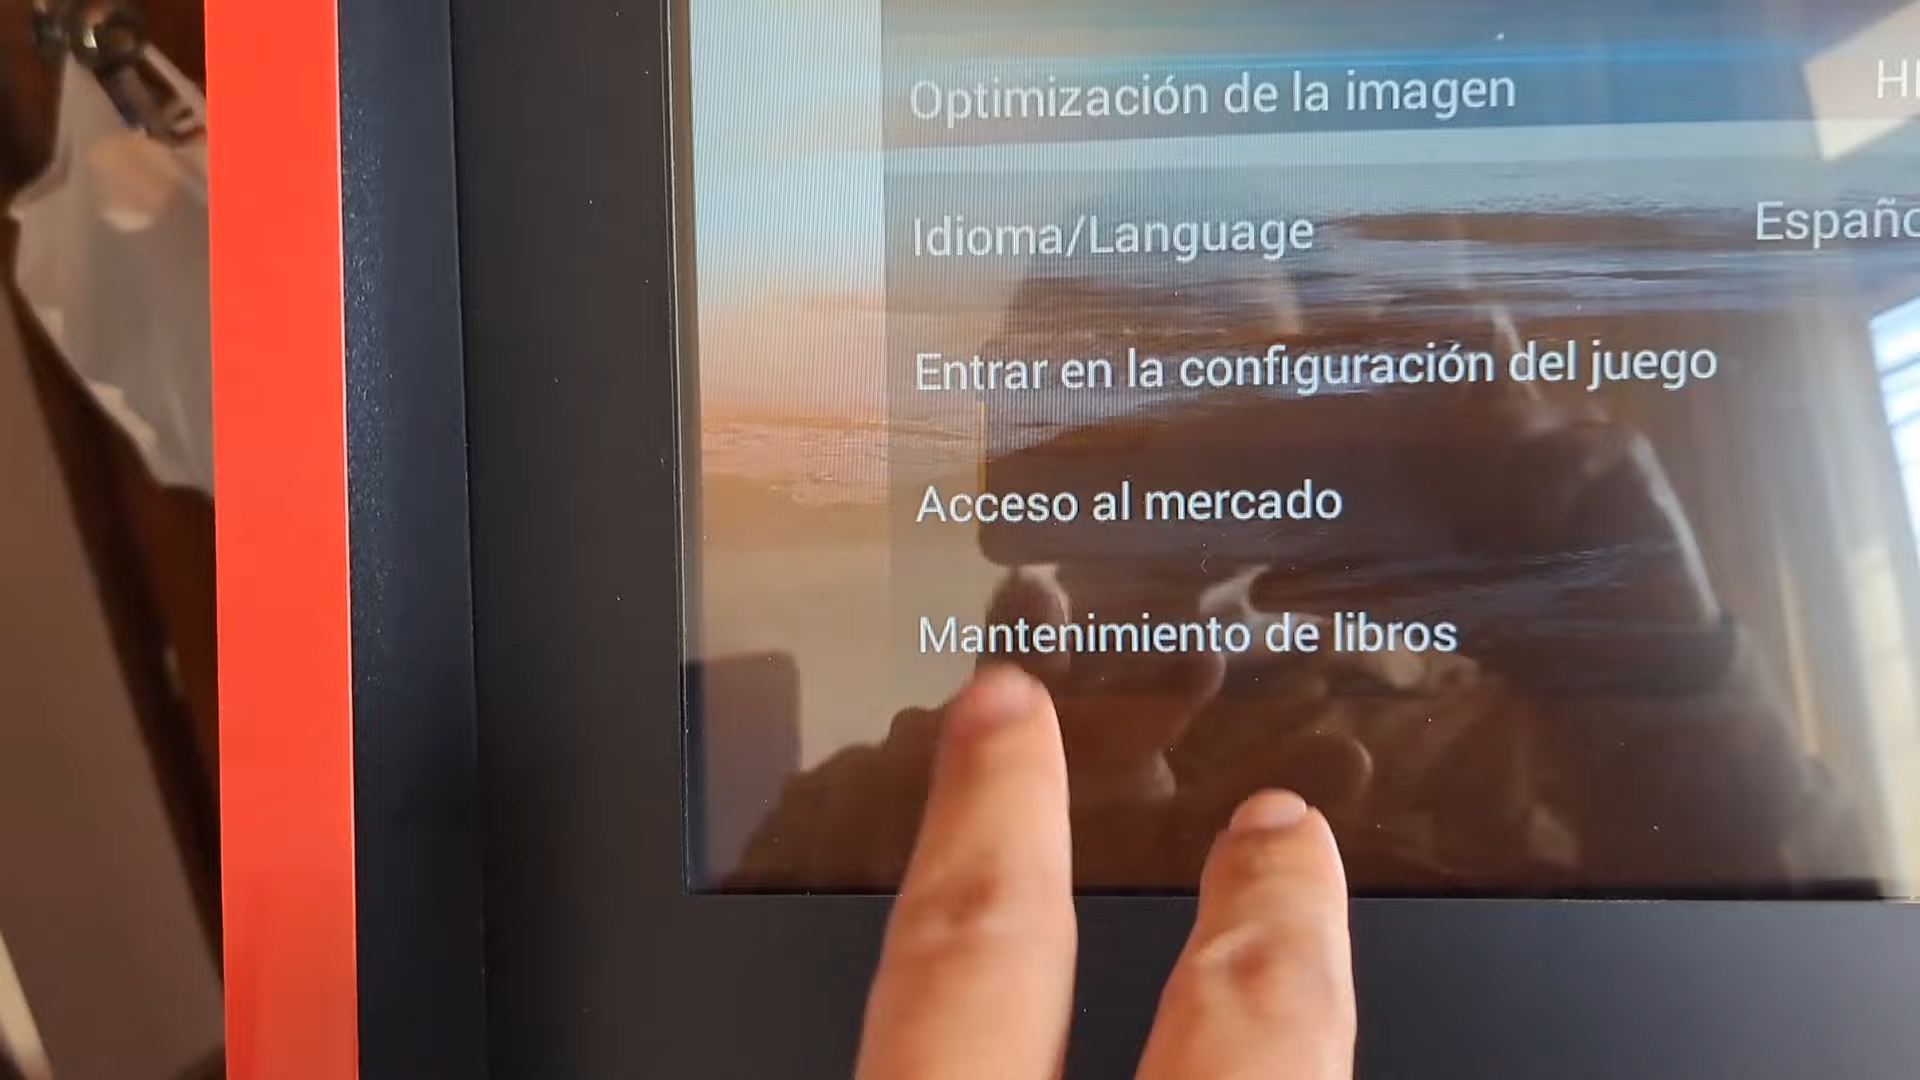 Optimización de la imagen
Idioma/Language
Entrar en la configuración del juego
Acceso al mercado
Mantenimiento de libros